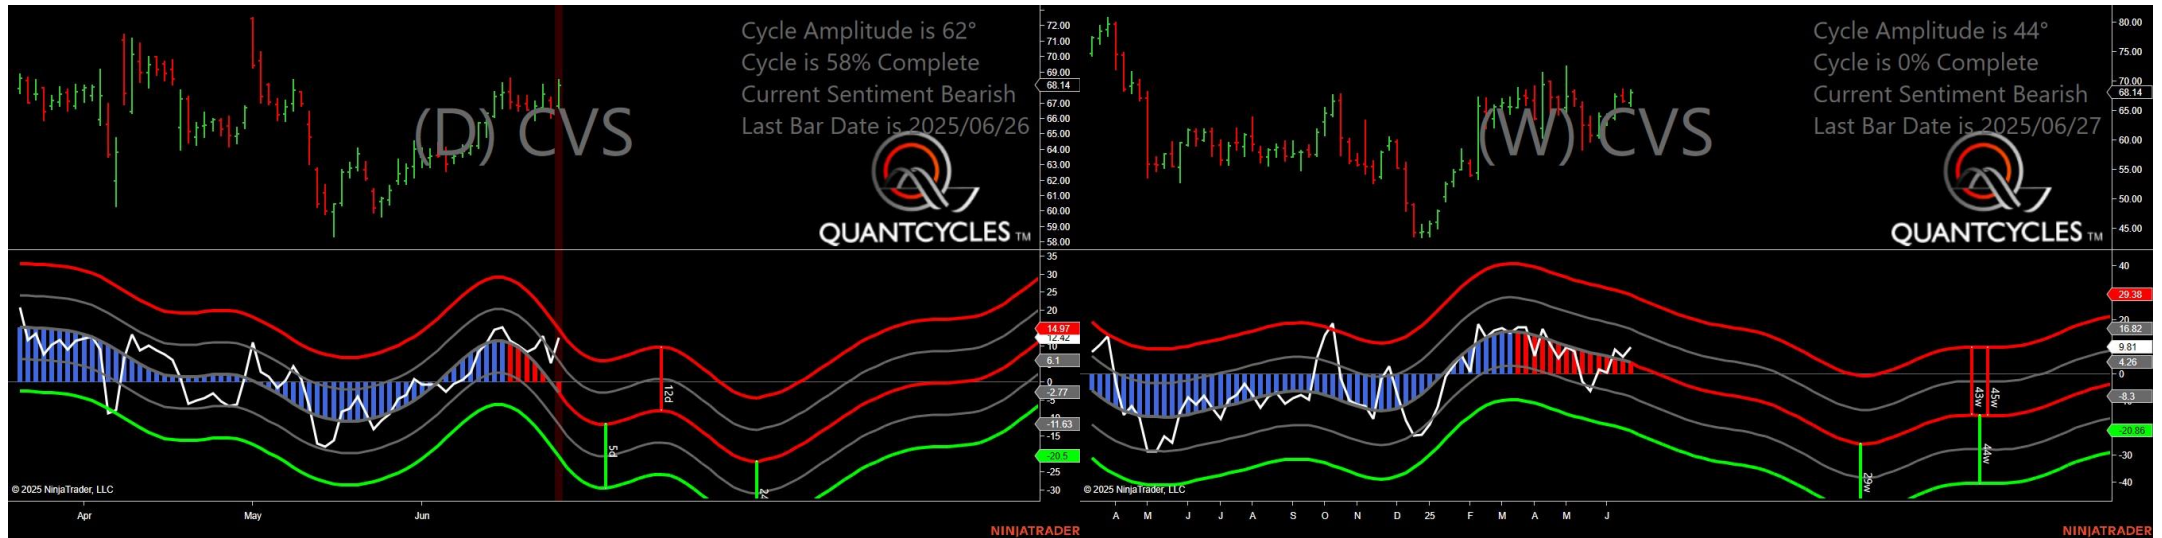 Cycle Amplitude is 62°
Cycle is 58% Complete
Current Sentiment Bearish
Last Bar Date is 2025/06/26
(D) CVS
QUANTCYCLES TM
72.00
71.00
70.00
69.00
68.14
67.00
66.00
65.00
64.00
63.00
62.00
61.00
60.00
59.00
58.00
35
30
25
20
14.97
12.42
10
6.1
0
-2.77
-5
-11.63
-15
-20.5
-25
-30
12d
5d
© 2025 NinjaTrader, LLC
Apr May Jun
NINJATRADER
Cycle Amplitude is 44°
Cycle is 0% Complete
Current Sentiment Bearish
Last Bar Date is 2025/06/27
(W) CVS
QUANTCYCLES TM
80.00
75.00
70.00
68.14
65.00
60.00
55.00
50.00
45.00
40
29.38
20
16.82
9.81
4.26
0
-8.3
-20.86
-30
-40
43w
45w
44w
29w
© 2025 NinjaTrader, LLC
A M J J A S O N D 25 F M A M J
NINJATRADER